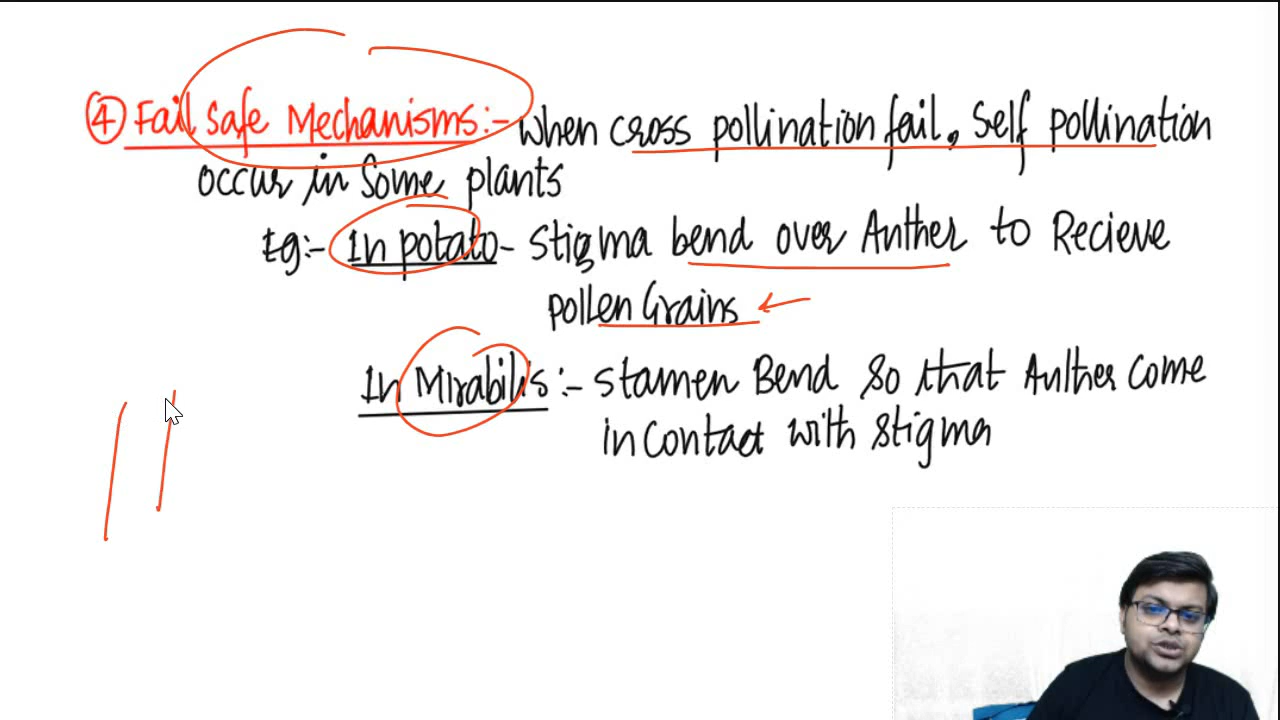 ④ Fail Safe Mechanisms:- When cross pollination fail, Self pollination
occur in Some plants
Eg:- In potato - Stigma bend over Anther to Recieve
pollen Grains ←
In Mirabilis:- Stamen Bend So that Anther Come
in Contact with Stigma